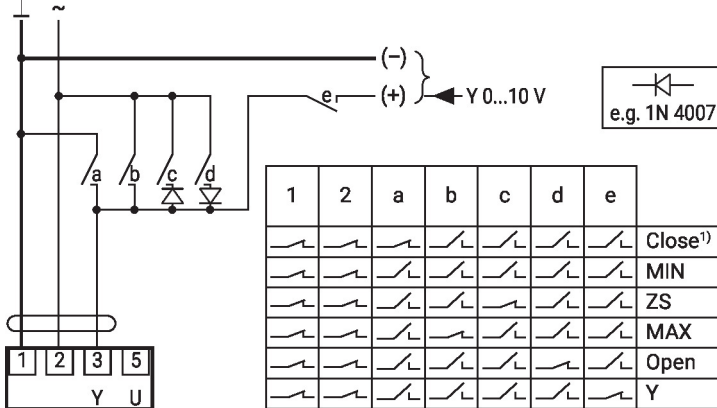 ⊥ ~
(−)
e (+) Y 0...10 V
e.g. 1N 4007
a b c d
1 2 a b c d e
Close1)
MIN
ZS
MAX
Open
Y
1 2 3 5
Y U